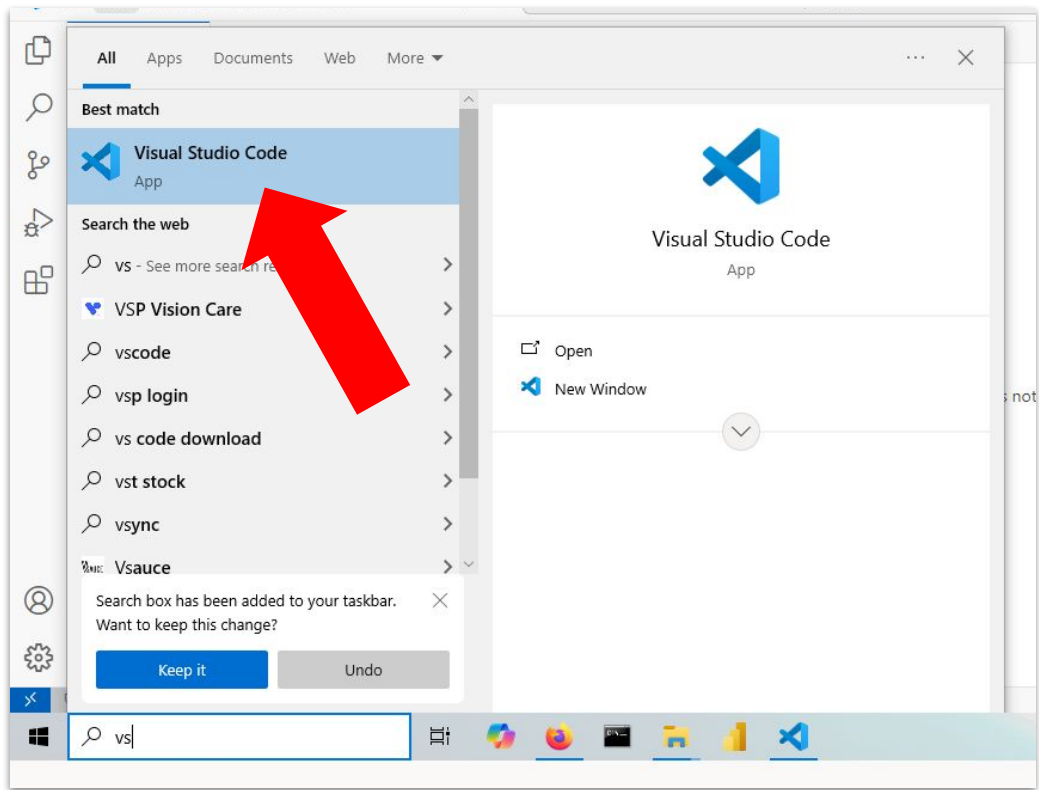 All Apps Documents Web More
Best match
Visual Studio Code
App
Search the web
vs - See more search re
VSP Vision Care
vscode
vsp login
vs code download
vst stock
vsync
Vsauce
Search box has been added to your taskbar.
Want to keep this change?
Keep it Undo
Visual Studio Code
App
Open
New Window
not
vs